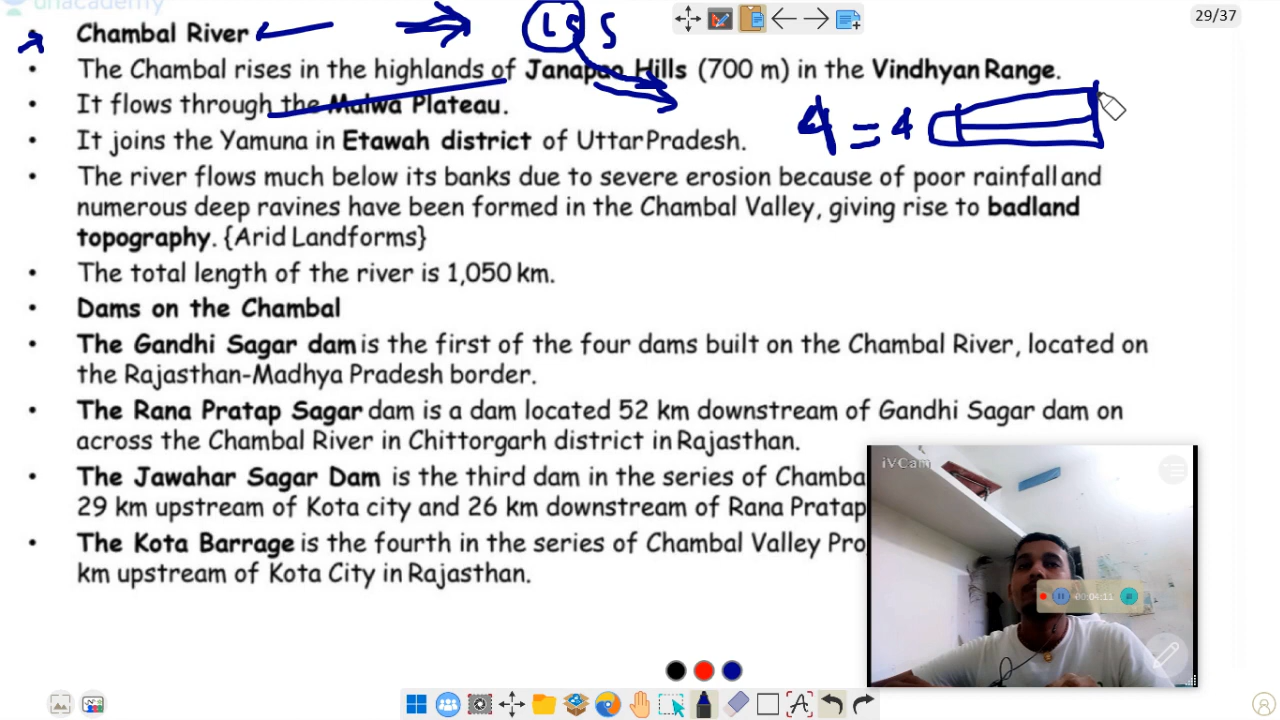 unacademy
29/37
Chambal River
The Chambal rises in the highlands of Janapao Hills (700 m) in the Vindhyan Range.
It flows through the Malwa Plateau.
4 = 4
It joins the Yamuna in Etawah district of UttarPradesh.
The river flows much below its banks due to severe erosion because of poor rainfall and
numerous deep ravines have been formed in the Chambal Valley, giving rise to badland
topography. {Arid Landforms}
The total length of the river is 1,050 km.
Dams on the Chambal
The Gandhi Sagar dam is the first of the four dams built on the Chambal River, located on
the Rajasthan-Madhya Pradesh border.
The Rana Pratap Sagar dam is a dam located 52 km downstream of Gandhi Sagar dam on
across the Chambal River in Chittorgarh district in Rajasthan.
The Jawahar Sagar Dam is the third dam in the series of Chamba
29 km upstream of Kota city and 26 km downstream of Rana Pratap
The Kota Barrage is the fourth in the series of Chambal Valley Pro
km upstream of Kota City in Rajasthan.
iVCam
00:04:11